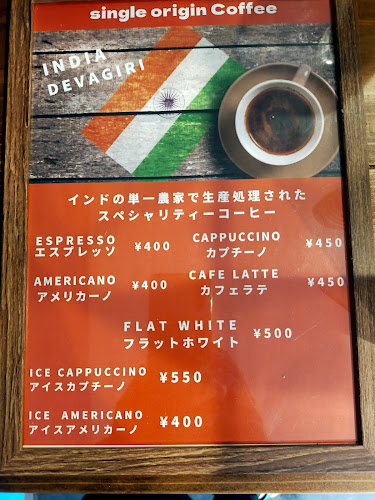 single origin Coffee
INDIA
DEVAGIRI
インドの単一農家で生産処理された
スペシャリティーコーヒー
ESPRESSO ¥400
エスプレッソ
CAPPUCCINO ¥450
カプチーノ
AMERICANO ¥400
アメリカーノ
CAFE LATTE ¥450
カフェラテ
FLAT WHITE ¥500
フラットホワイト
ICE CAPPUCCINO ¥550
アイスカプチーノ
ICE AMERICANO ¥400
アイスアメリカーノ